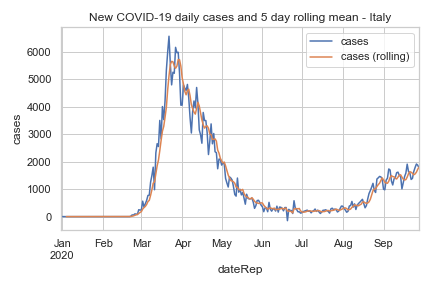 New COVID-19 daily cases and 5 day rolling mean - Italy
cases
cases (rolling)
6000
5000
4000
3000
2000
1000
0
cases
Jan Feb Mar Apr May Jun Jul Aug Sep
2020
dateRep